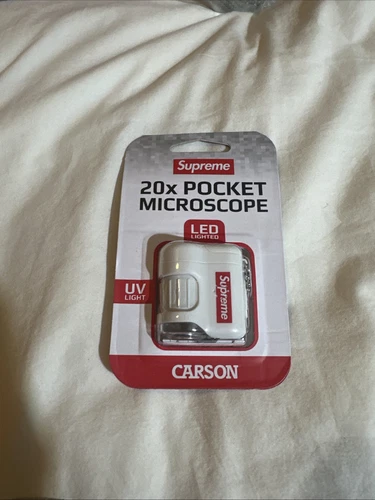 Supreme
20x POCKET
MICROSCOPE
LED
LIGHTED
UV
LIGHT
Supreme
CARSON